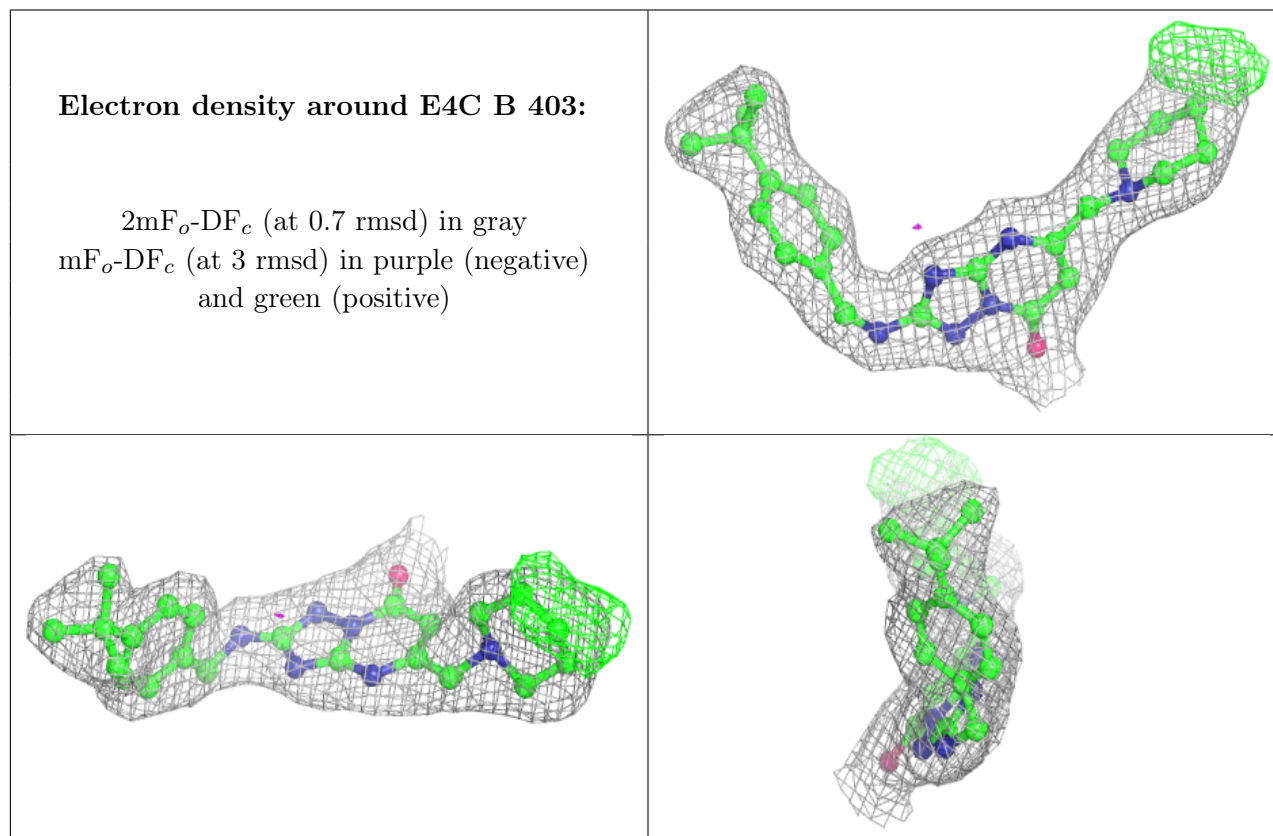 Electron density around E4C B 403:
2mFo-DFc (at 0.7 rmsd) in gray
mFo-DFc (at 3 rmsd) in purple (negative)
and green (positive)